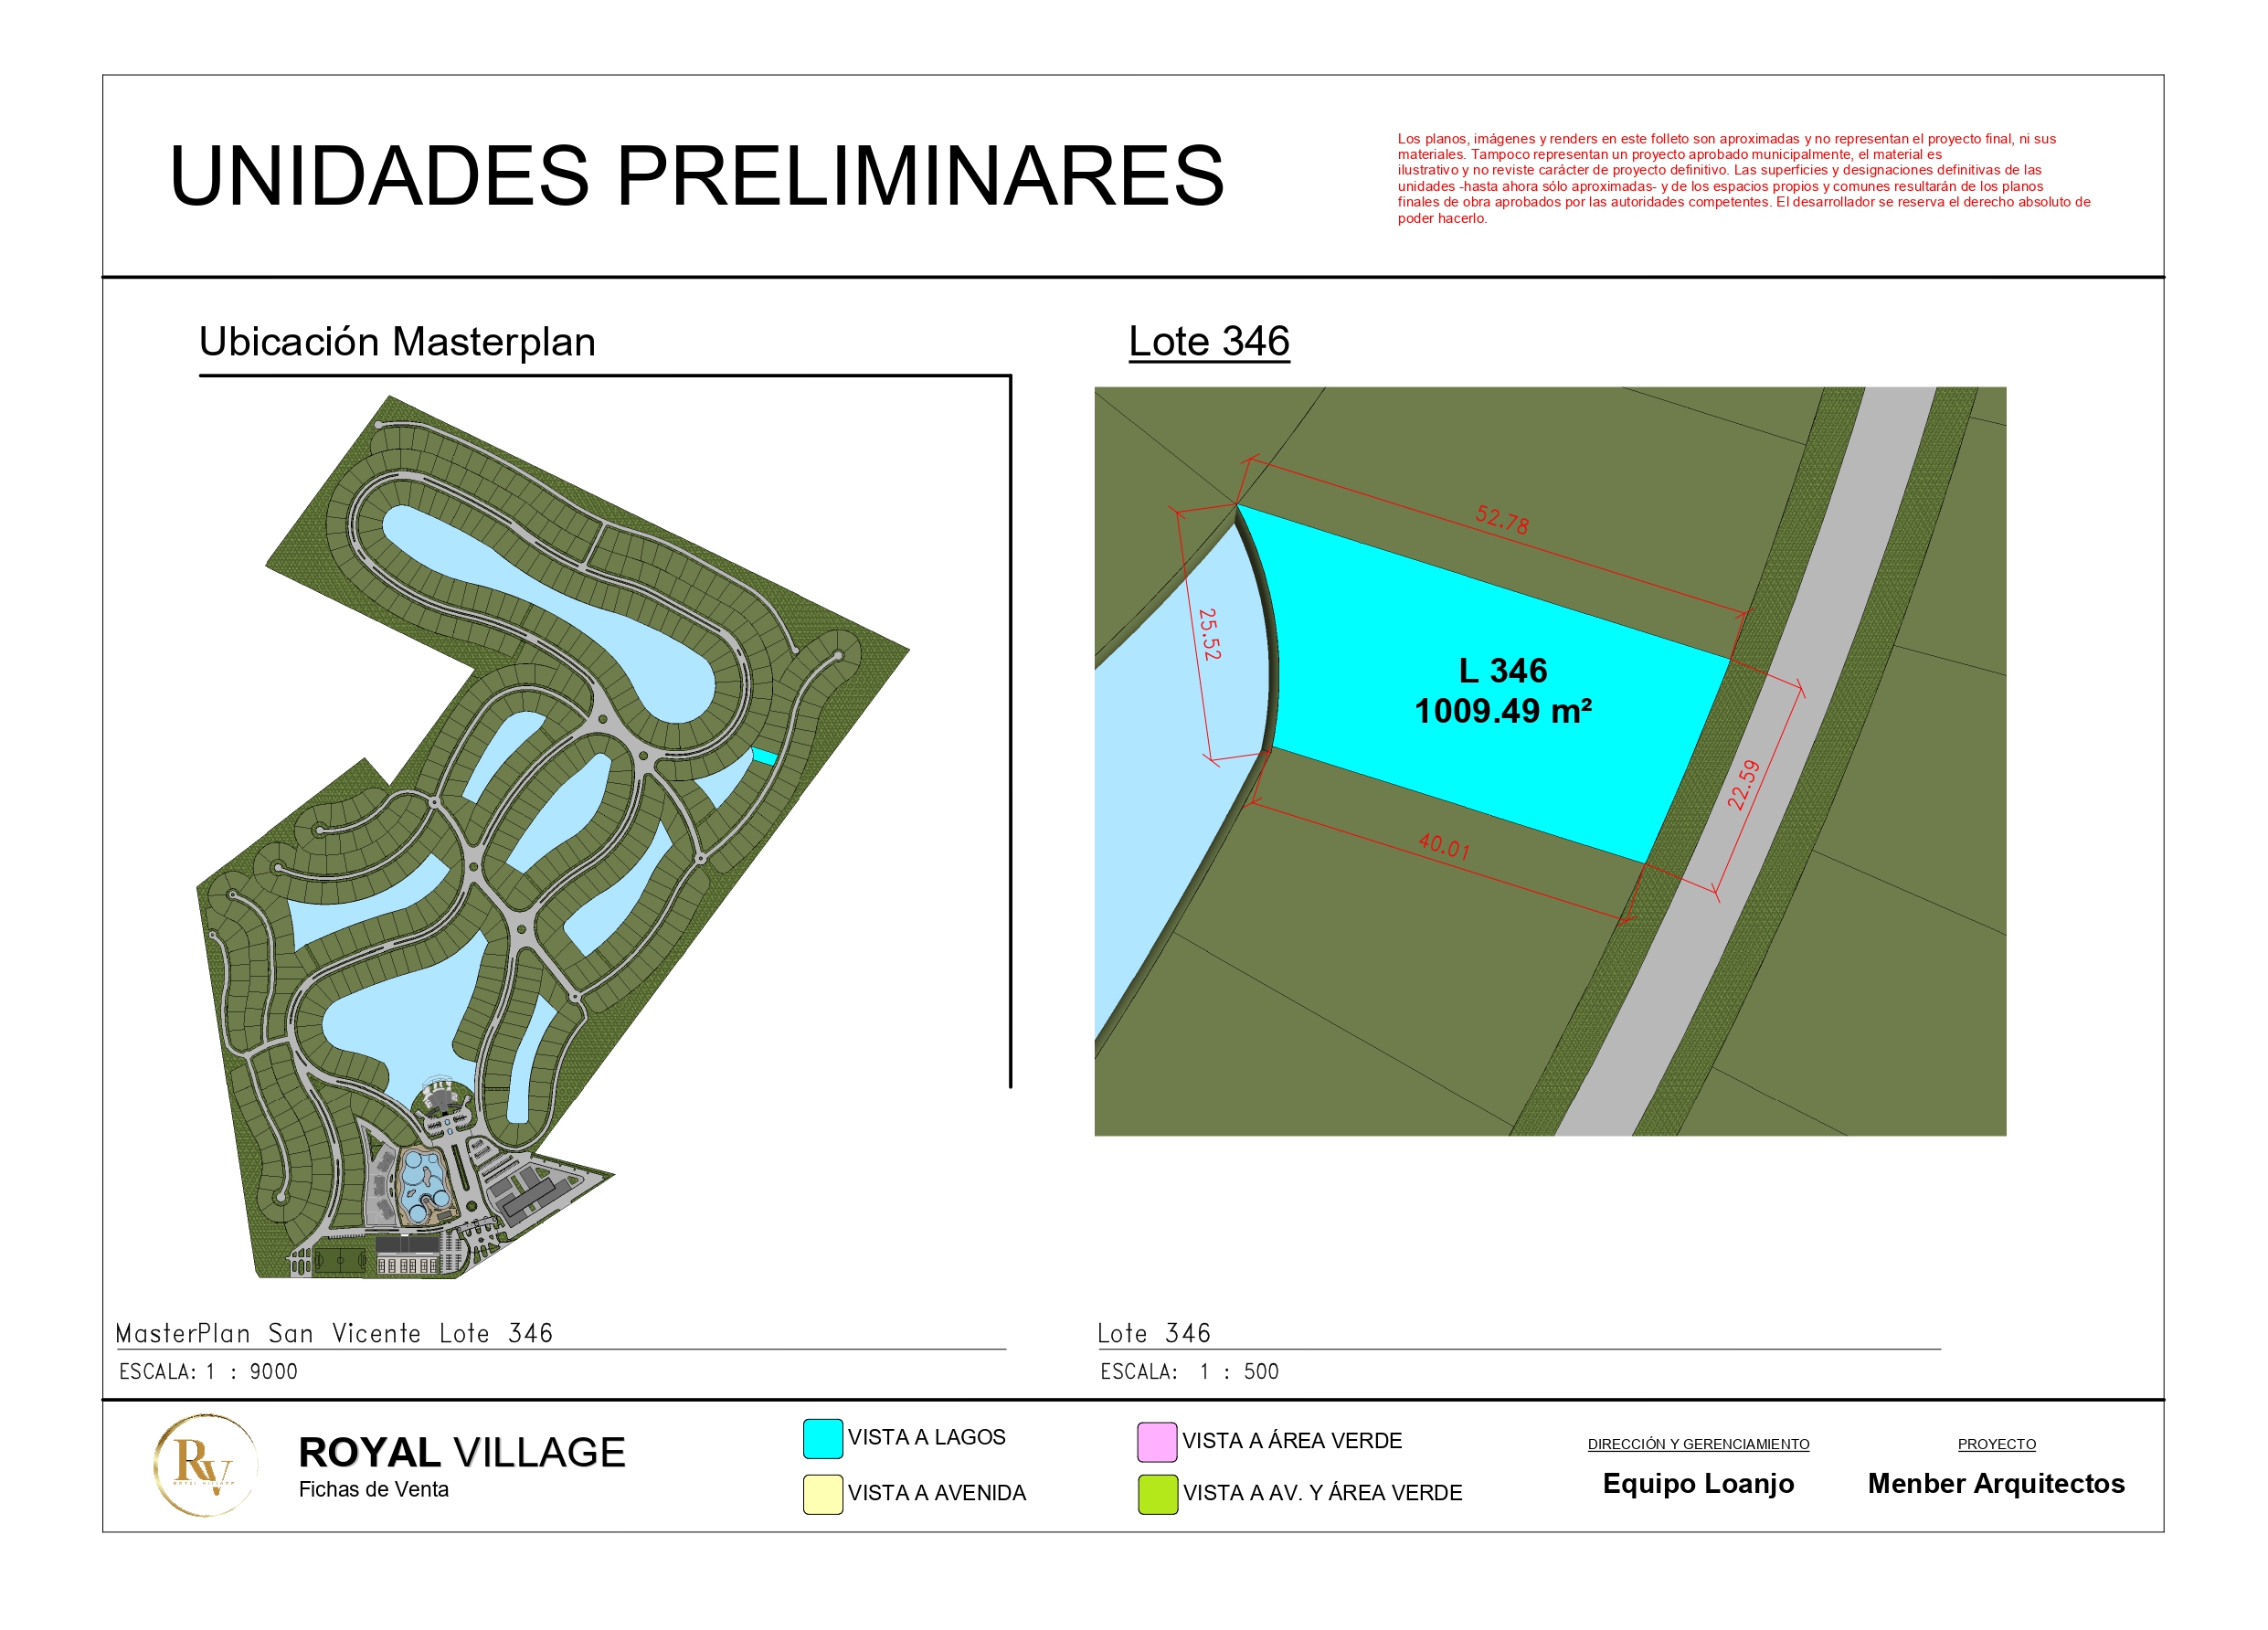 UNIDADES PRELIMINARES
Los planos, imágenes y renders en este folleto son aproximadas y no representan el proyecto final, ni sus
materiales. Tampoco representan un proyecto aprobado municipalmente, el material es
ilustrativo y no reviste carácter de proyecto definitivo. Las superficies y designaciones definitivas de las
unidades -hasta ahora sólo aproximadas- y de los espacios propios y comunes resultarán de los planos
finales de obra aprobados por las autoridades competentes. El desarrollador se reserva el derecho absoluto de
poder hacerlo.
Ubicación Masterplan
Lote 346
52.78
25.52
L 346
1009.49 m²
22.59
40.01
MasterPlan San Vicente Lote 346
ESCALA: 1 : 9000
Lote 346
ESCALA: 1 : 500
RV
ROYAL VILLAGE
ROYAL VILLAGE
Fichas de Venta
VISTA A LAGOS
VISTA A AVENIDA
VISTA A ÁREA VERDE
VISTA A AV. Y ÁREA VERDE
DIRECCIÓN Y GERENCIAMIENTO
Equipo Loanjo
PROYECTO
Menber Arquitectos